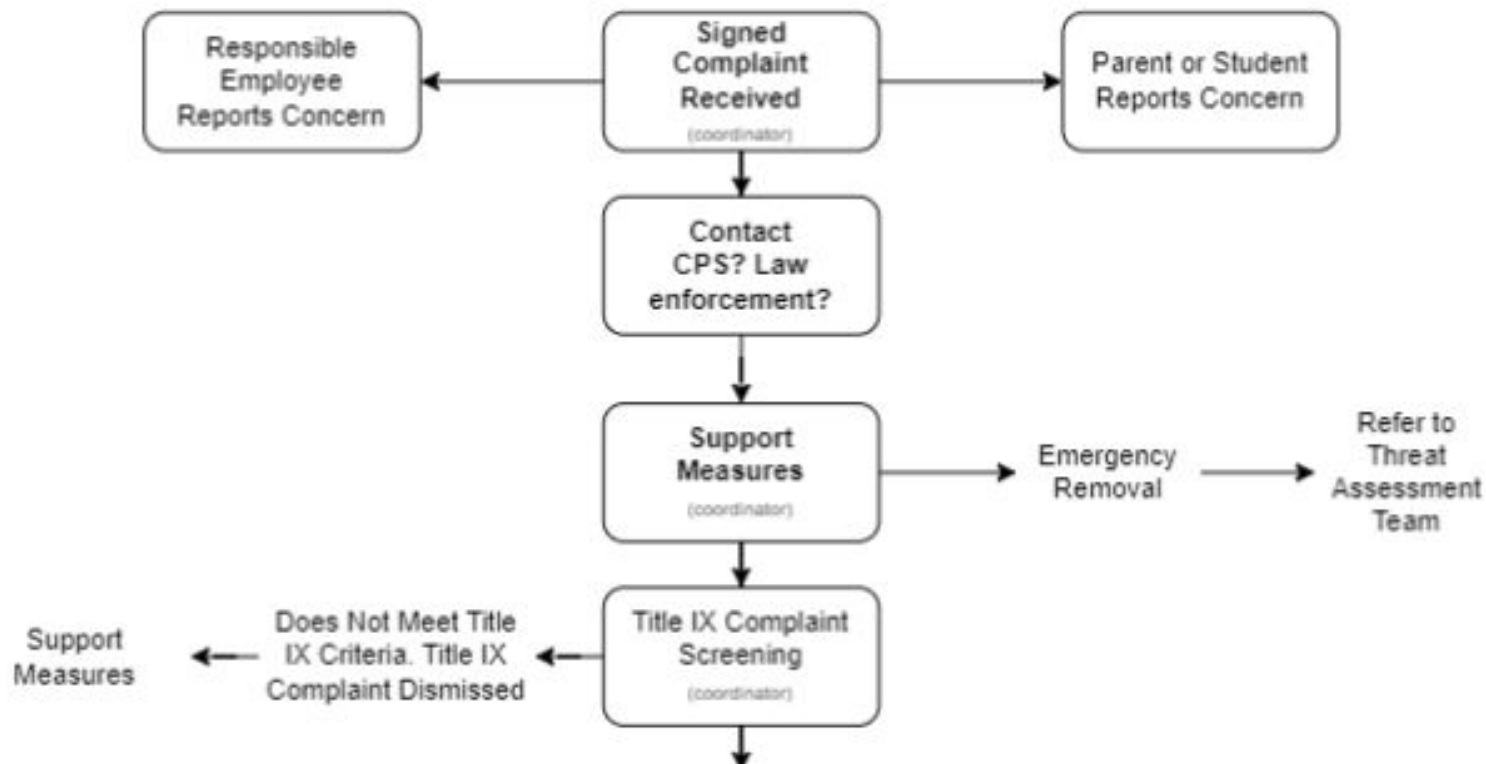 Responsible
Employee
Reports Concern
Signed
Complaint
Received
(coordinator)
Parent or Student
Reports Concern
Contact
CPS? Law
enforcement?
Support
Measures
(coordinator)
Emergency
Removal
Refer to
Threat
Assessment
Team
Title IX Complaint
Screening
(coordinator)
Does Not Meet Title
IX Criteria. Title IX
Complaint Dismissed
Support
Measures